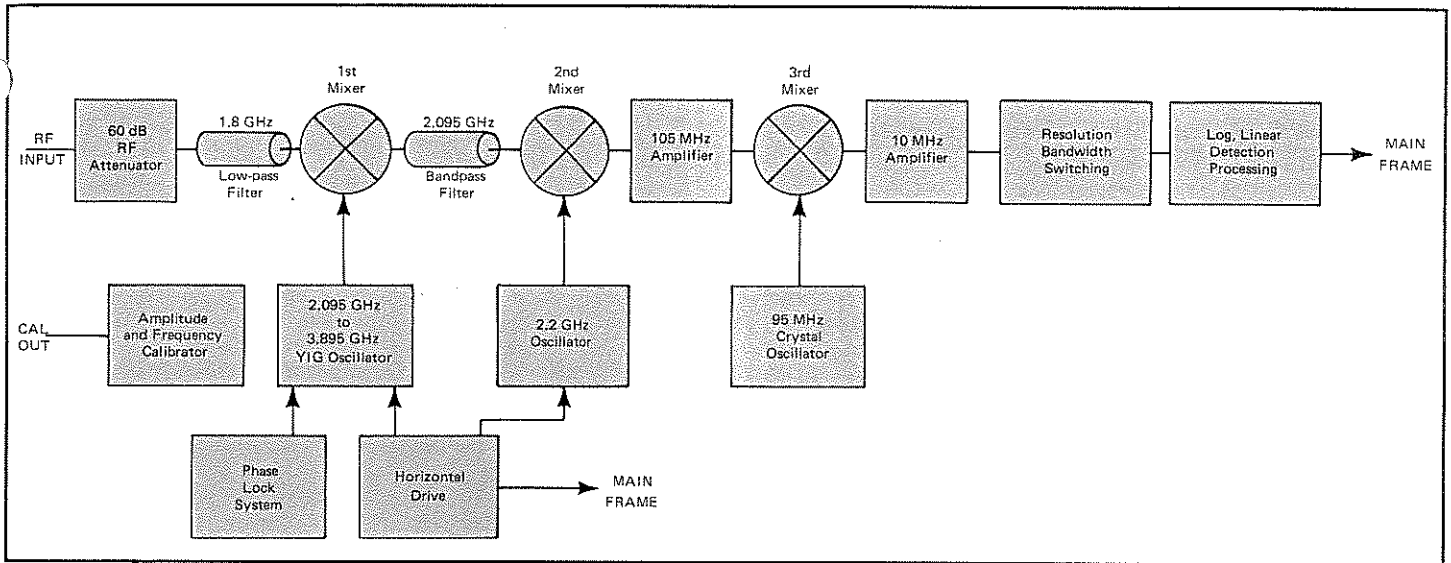 1st
Mixer
2nd
Mixer
3rd
Mixer
RF
INPUT
60 dB
RF
Attenuator
1.8 GHz
Low-pass
Filter
2.095 GHz
Bandpass
Filter
105 MHz
Amplifier
10 MHz
Amplifier
Resolution
Bandwidth
Switching
Log, Linear
Detection
Processing
MAIN
FRAME
CAL
OUT
Amplitude
and Frequency
Calibrator
2.095 GHz
to
3.895 GHz
YIG Oscillator
2.2 GHz
Oscillator
95 MHz
Crystal
Oscillator
Phase
Lock
System
Horizontal
Drive
MAIN
FRAME